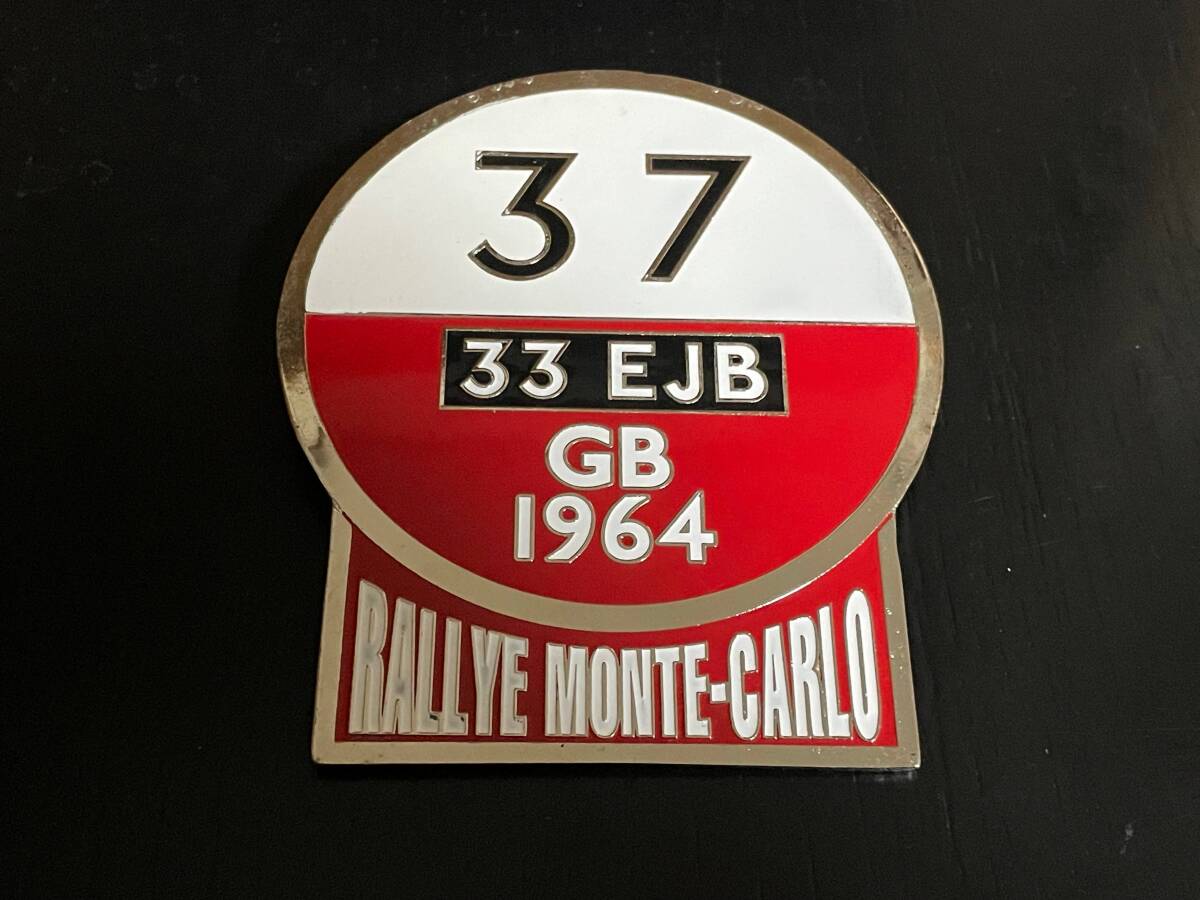 37
33 EJB
GB
1964
RALLYE MONTE-CARLO